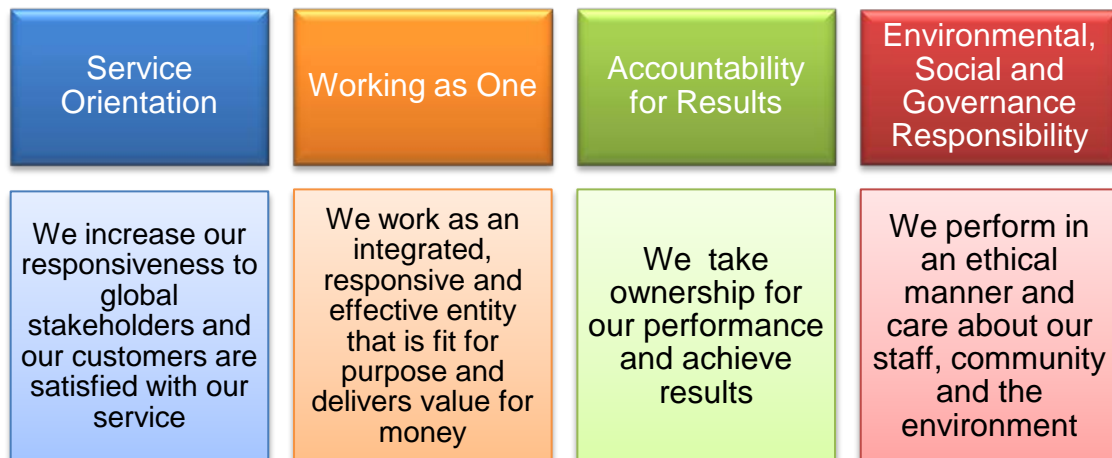 Service
Orientation
Working as One
Accountability
for Results
Environmental,
Social and
Governance
Responsibility
We increase our
responsiveness to
global
stakeholders and
our customers are
satisfied with our
service
We work as an
integrated,
responsive and
effective entity
that is fit for
purpose and
delivers value for
money
We take
ownership for
our performance
and achieve
results
We perform in
an ethical
manner and
care about our
staff, community
and the
environment